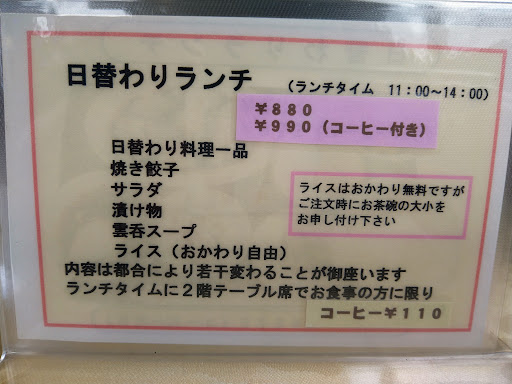 日替わりランチ
(ランチタイム 11:00～14:00)
￥８８０
￥９９０(コーヒー付き)
日替わり料理一品
焼き餃子
サラダ
漬け物
雲呑スープ
ライス(おかわり自由)
ライスはおかわり無料ですが
ご注文時にお茶碗の大小を
お申し付け下さい
内容は都合により若干変わることが御座います
ランチタイムに２階テーブル席でお食事の方に限り
コーヒー￥１１０